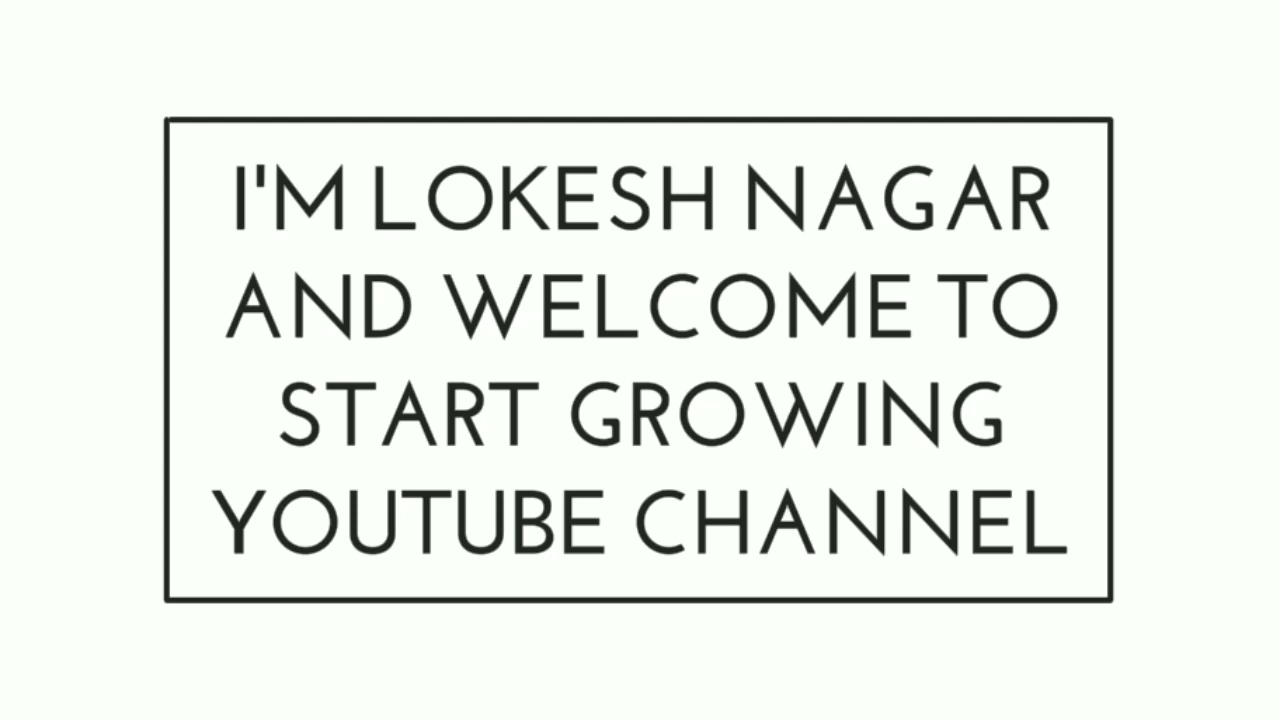 I'M LOKESH NAGAR
AND WELCOME TO
START GROWING
YOUTUBE CHANNEL